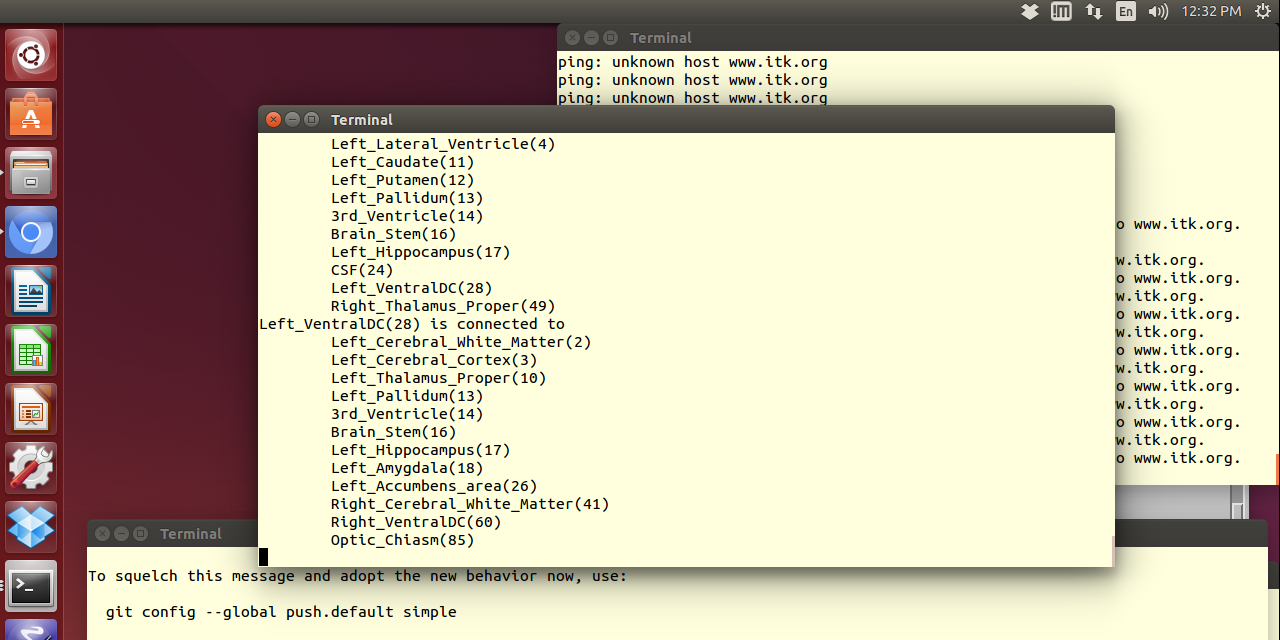 En
12:32 PM
Terminal
ping: unknown host www.itk.org
ping: unknown host www.itk.org
ping: unknown host www.itk.org
Terminal
Left_Lateral_Ventricle(4)
Left_Caudate(11)
Left_Putamen(12)
Left_Pallidum(13)
3rd_Ventricle(14)
Brain_Stem(16)
Left_Hippocampus(17)
CSF(24)
Left_VentralDC(28)
Right_Thalamus_Proper(49)
Left_VentralDC(28) is connected to
Left_Cerebral_White_Matter(2)
Left_Cerebral_Cortex(3)
Left_Thalamus_Proper(10)
Left_Pallidum(13)
3rd_Ventricle(14)
Brain_Stem(16)
Left_Hippocampus(17)
Left_Amygdala(18)
Left_Accumbens_area(26)
Right_Cerebral_White_Matter(41)
Right_VentralDC(60)
Optic_Chiasm(85)
o www.itk.org.
w.itk.org.
o www.itk.org.
w.itk.org.
o www.itk.org.
w.itk.org.
o www.itk.org.
w.itk.org.
o www.itk.org.
w.itk.org.
o www.itk.org.
w.itk.org.
o www.itk.org.
Terminal
To squelch this message and adopt the new behavior now, use:
git config --global push.default simple